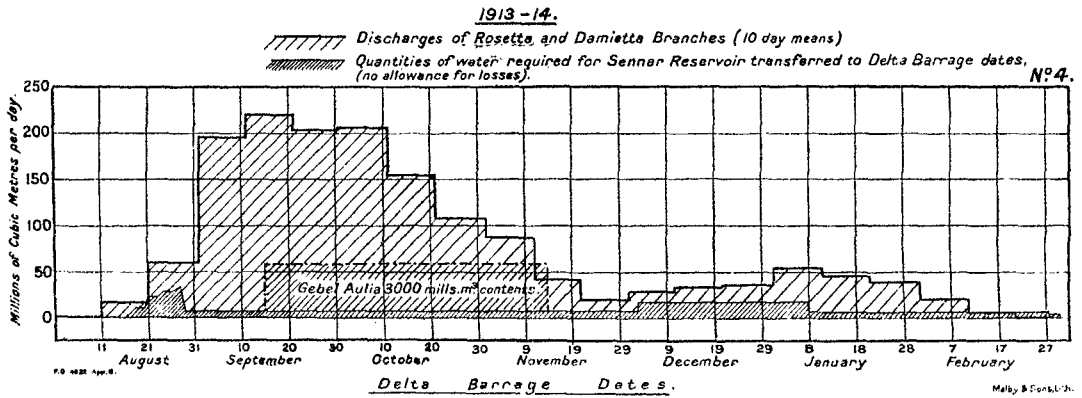 1913-14.
Discharges of Rosetta and Damietta Branches (10 day means)
Quantities of water required for Sennar Reservoir transferred to Delta Barrage dates,
(no allowance for losses).
No 4.
Millions of Cubic Metres per day.
250
200
150
100
50
0
Gebel Aulia 3000 mills. m³ contents
11 21 31 10 20 30 10 20 30 9 19 29 9 19 29 8 18 28 7 17 27
August September October November December January February
Delta Barrage Dates.
Malby & Sons, Lith.